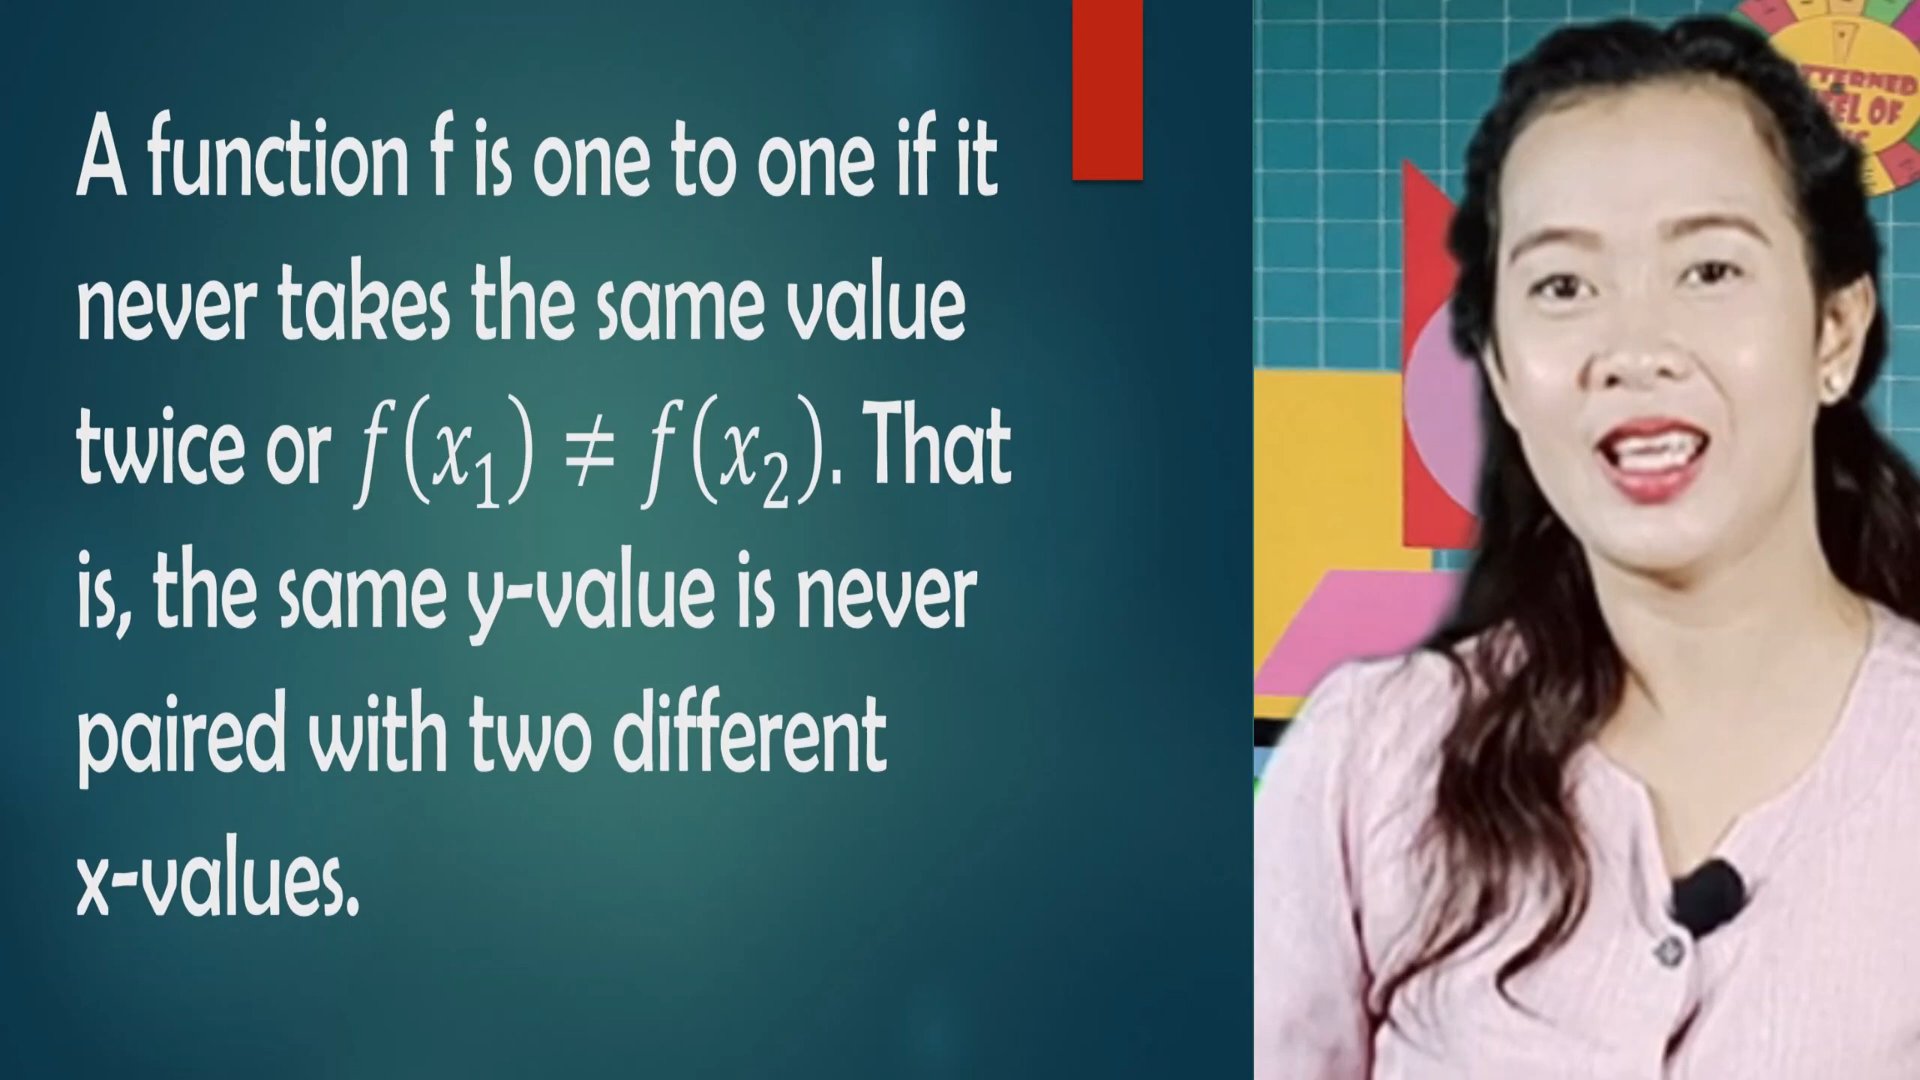 A function f is one to one if it
never takes the same value
twice or f(x₁) ≠ f(x₂). That
is, the same y-value is never
paired with two different
x-values.
OF